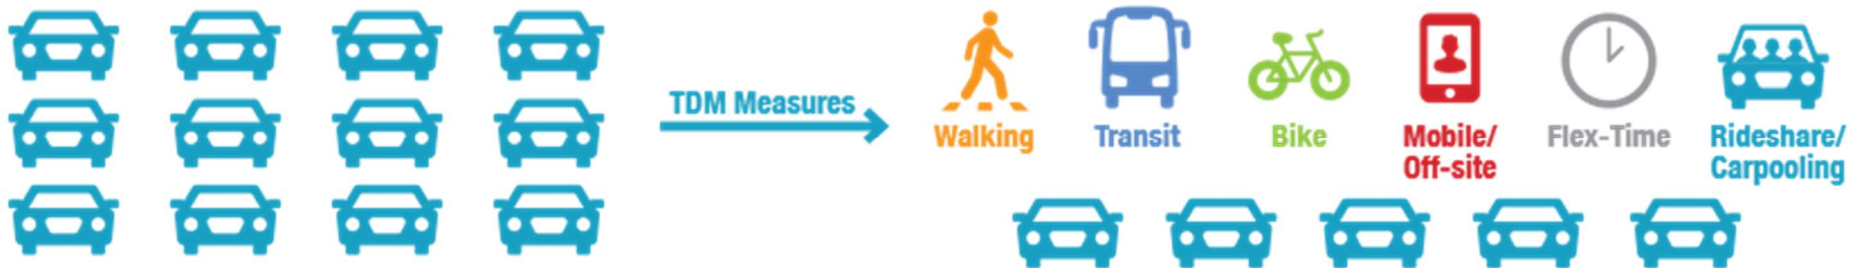 TDM Measures
Walking
Transit
Bike
Mobile/
Off-site
Flex-Time
Rideshare/
Carpooling